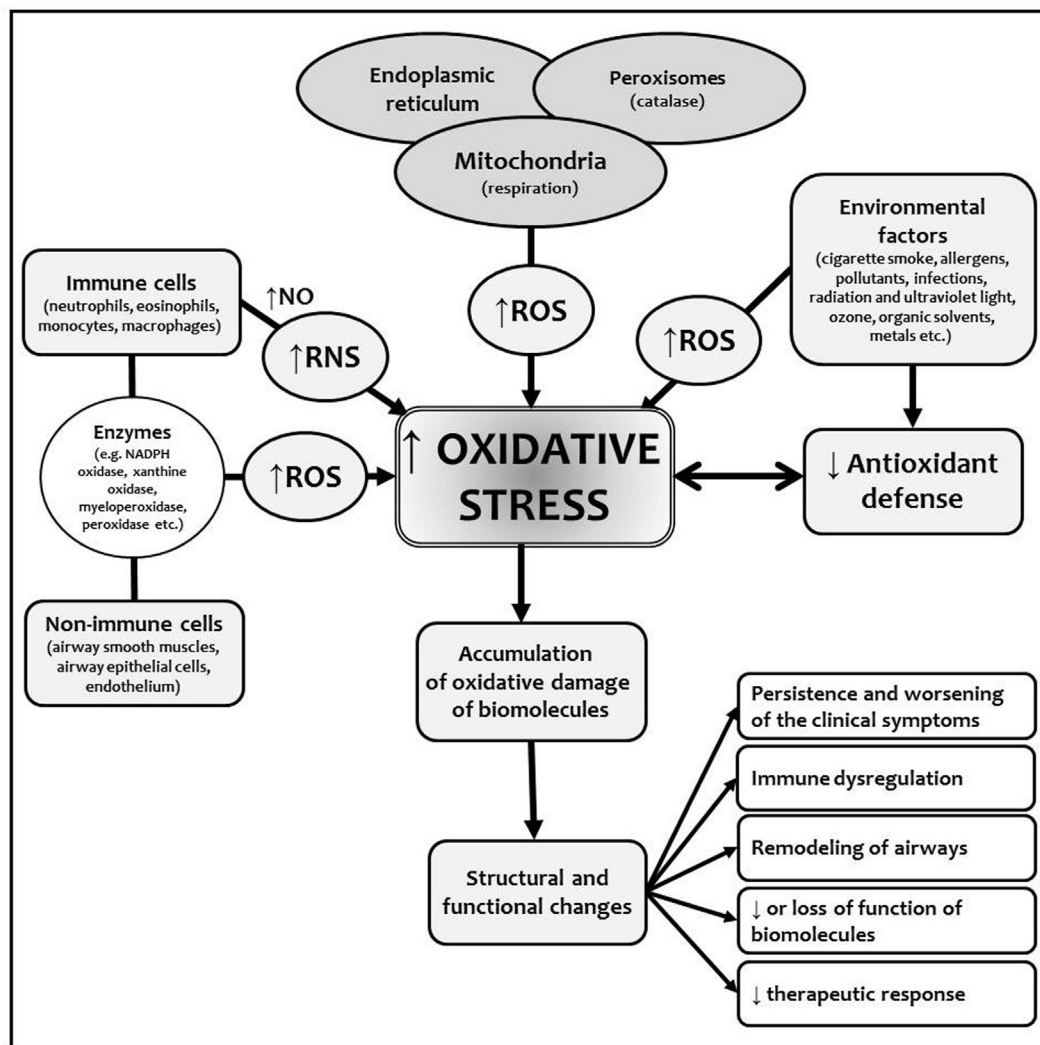 Endoplasmic
reticulum
Peroxisomes
(catalase)
Mitochondria
(respiration)
Environmental
factors
(cigarette smoke, allergens,
pollutants, infections,
radiation and ultraviolet light,
ozone, organic solvents,
metals etc.)
Immune cells
(neutrophils, eosinophils,
monocytes, macrophages)
↑NO
↑RNS
↑ROS
↑ROS
Enzymes
(e.g. NADPH
oxidase, xanthine
oxidase,
myeloperoxidase,
peroxidase etc.)
↑ROS
↑ OXIDATIVE
STRESS
↓ Antioxidant
defense
Non-immune cells
(airway smooth muscles,
airway epithelial cells,
endothelium)
Accumulation
of oxidative damage
of biomolecules
Structural and
functional changes
Persistence and worsening
of the clinical symptoms
Immune dysregulation
Remodeling of airways
↓ or loss of function of
biomolecules
↓ therapeutic response